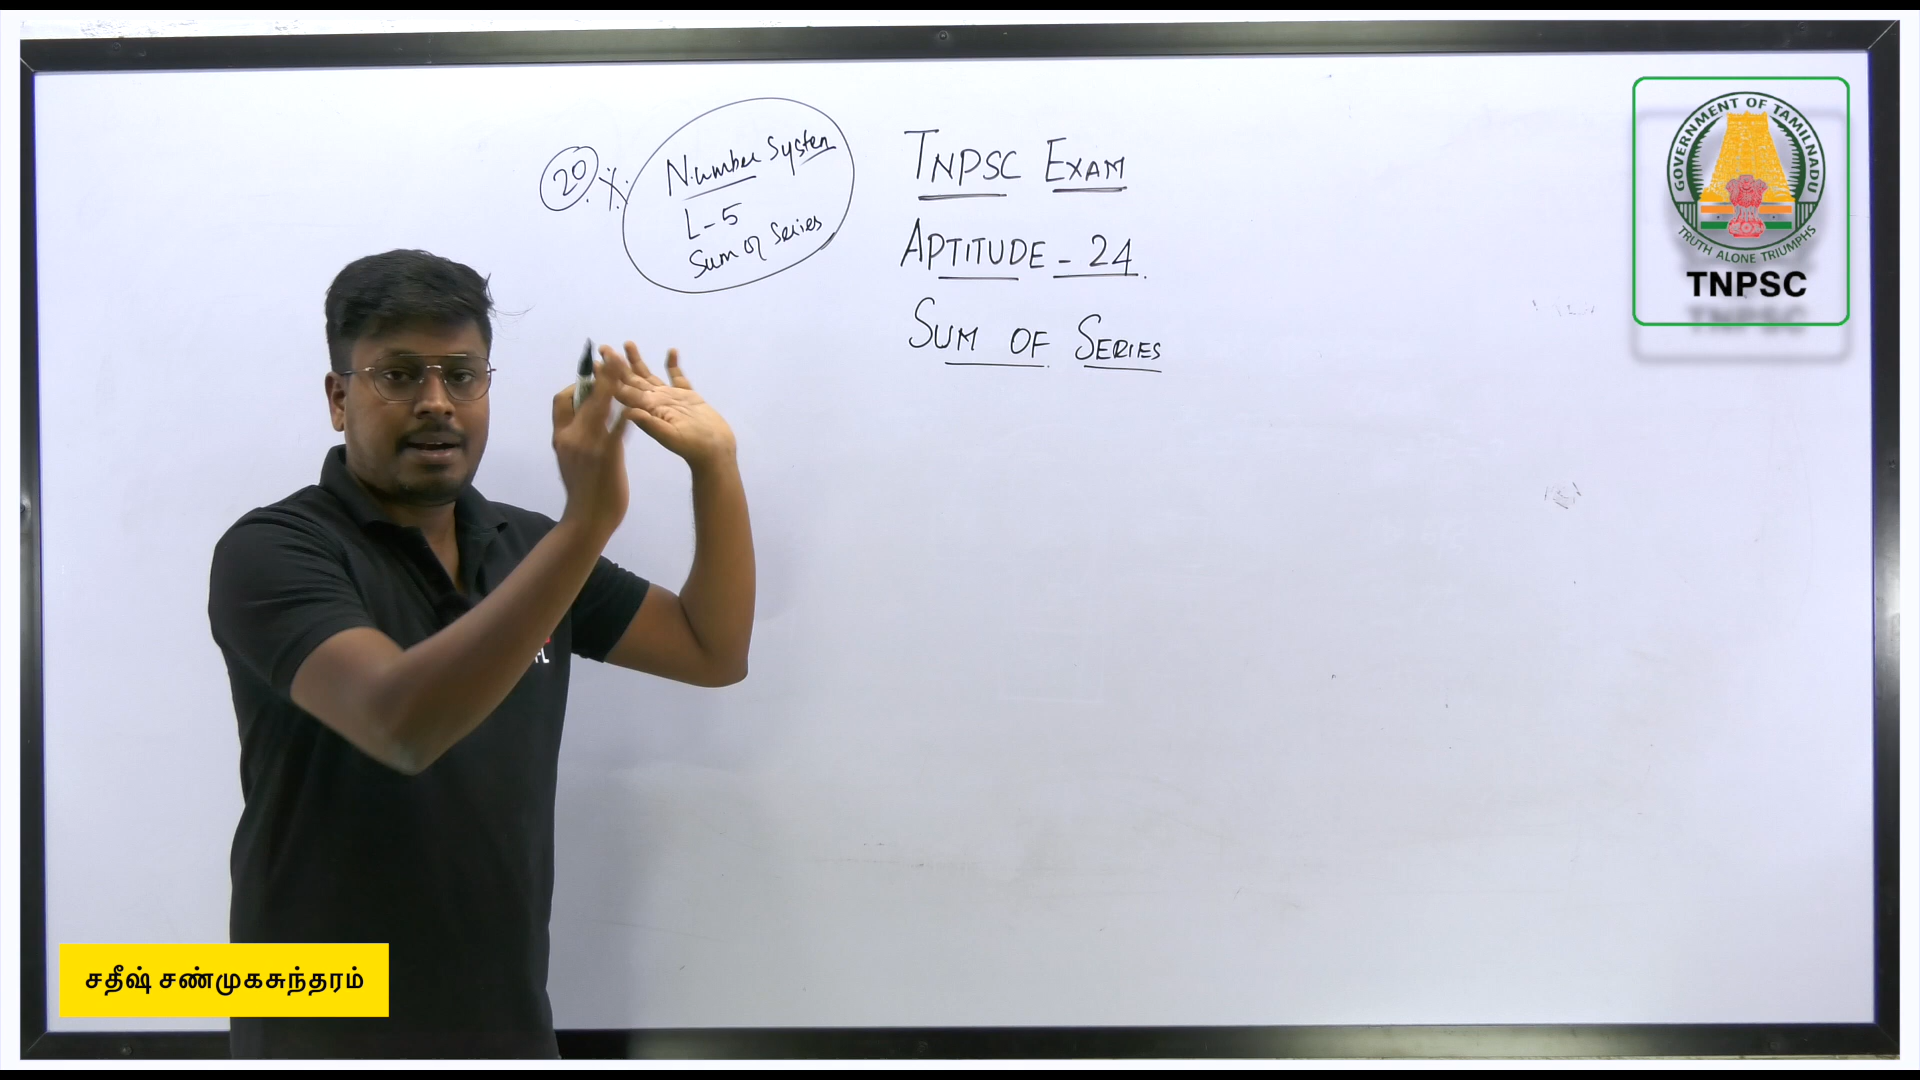 20
Number System
L-5
Sum of Series
TNPSC EXAM
APTITUDE - 24
SUM OF SERIES
GOVERNMENT OF TAMILNADU
TRUTH ALONE TRIUMPHS
TNPSC
சதீஷ் சண்முகசுந்தரம்